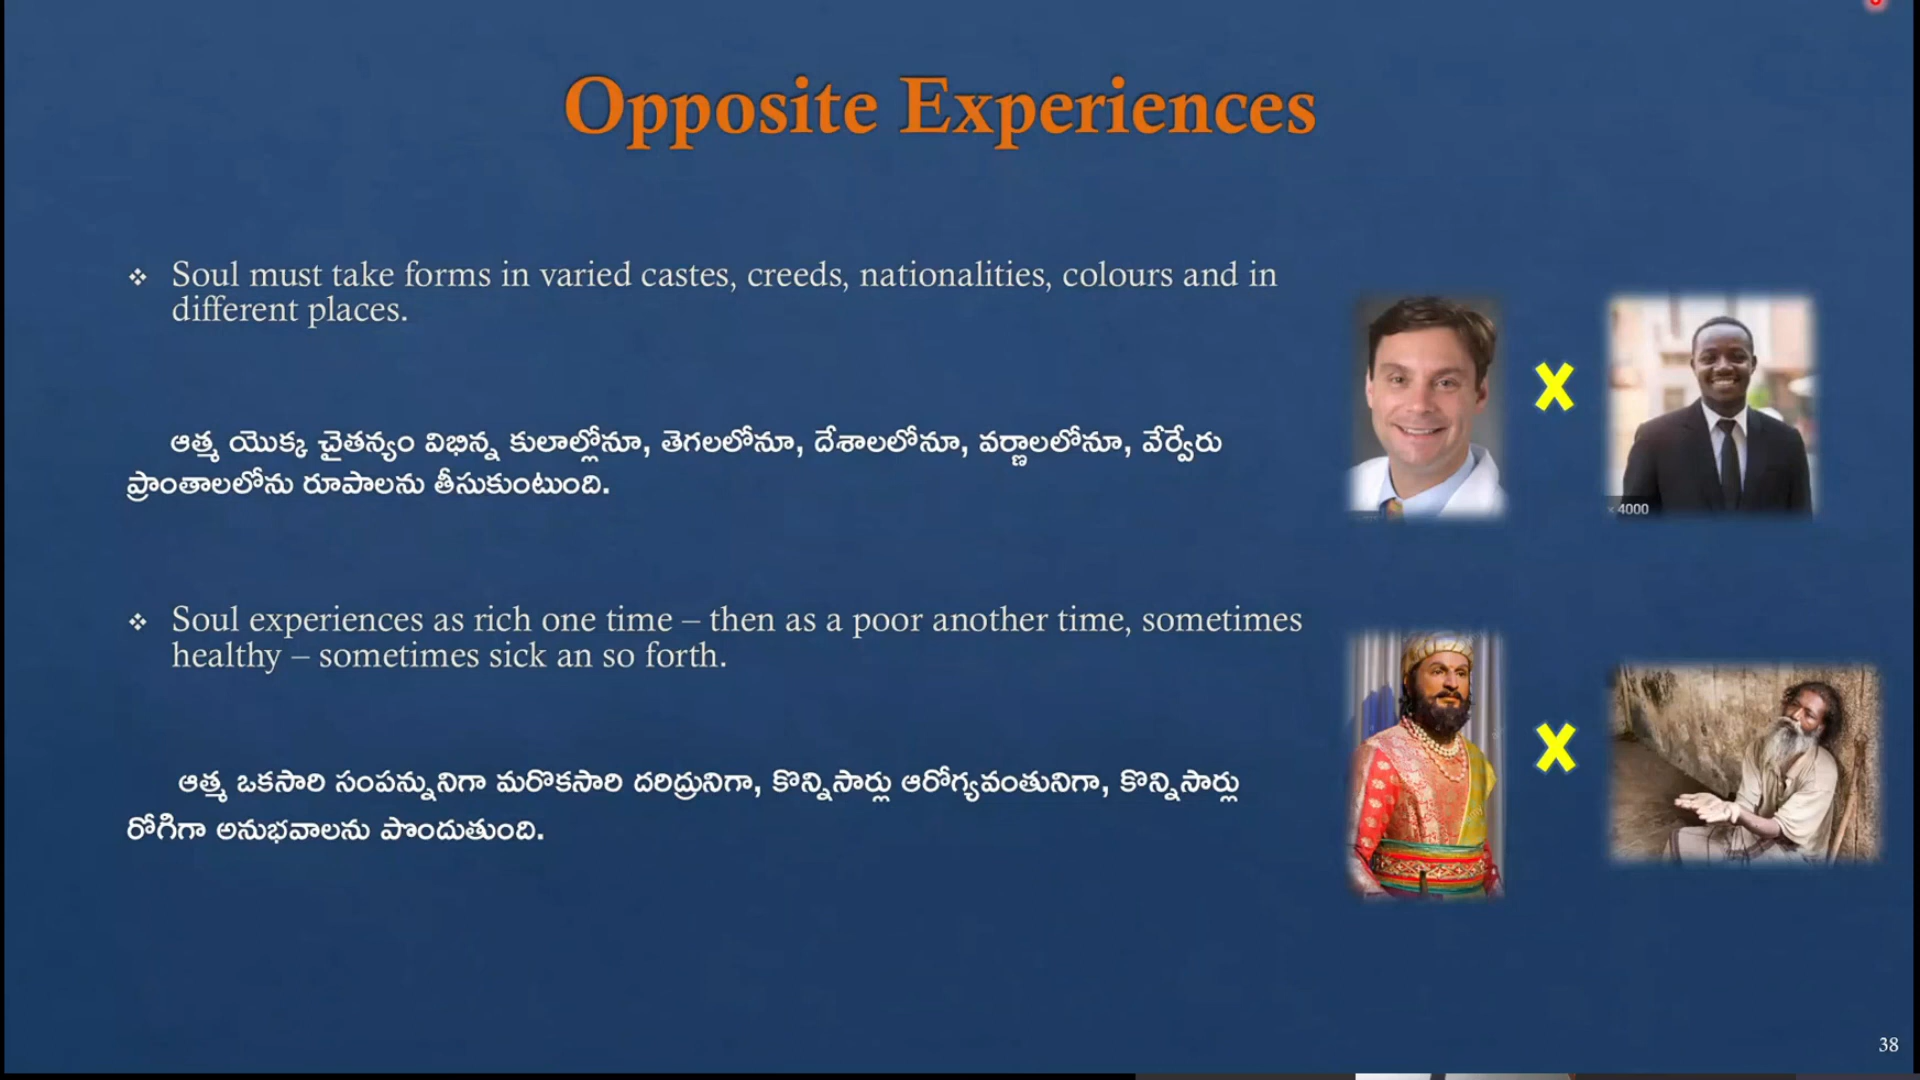 Opposite Experiences
❖ Soul must take forms in varied castes, creeds, nationalities, colours and in
different places.
ఆత్మ యొక్క చైతన్యం విభిన్న కులాల్లోనూ, తెగలలోనూ, దేశాలలోనూ, వర్ణాలలోనూ, వేర్వేరు
ప్రాంతాలలోను రూపాలను తీసుకుంటుంది.
X
× 4000
❖ Soul experiences as rich one time – then as a poor another time, sometimes
healthy – sometimes sick an so forth.
ఆత్మ ఒకసారి సంపన్నునిగా మరొకసారి దరిద్రునిగా, కొన్నిసార్లు ఆరోగ్యవంతునిగా, కొన్నిసార్లు
రోగిగా అనుభవాలను పొందుతుంది.
X
38